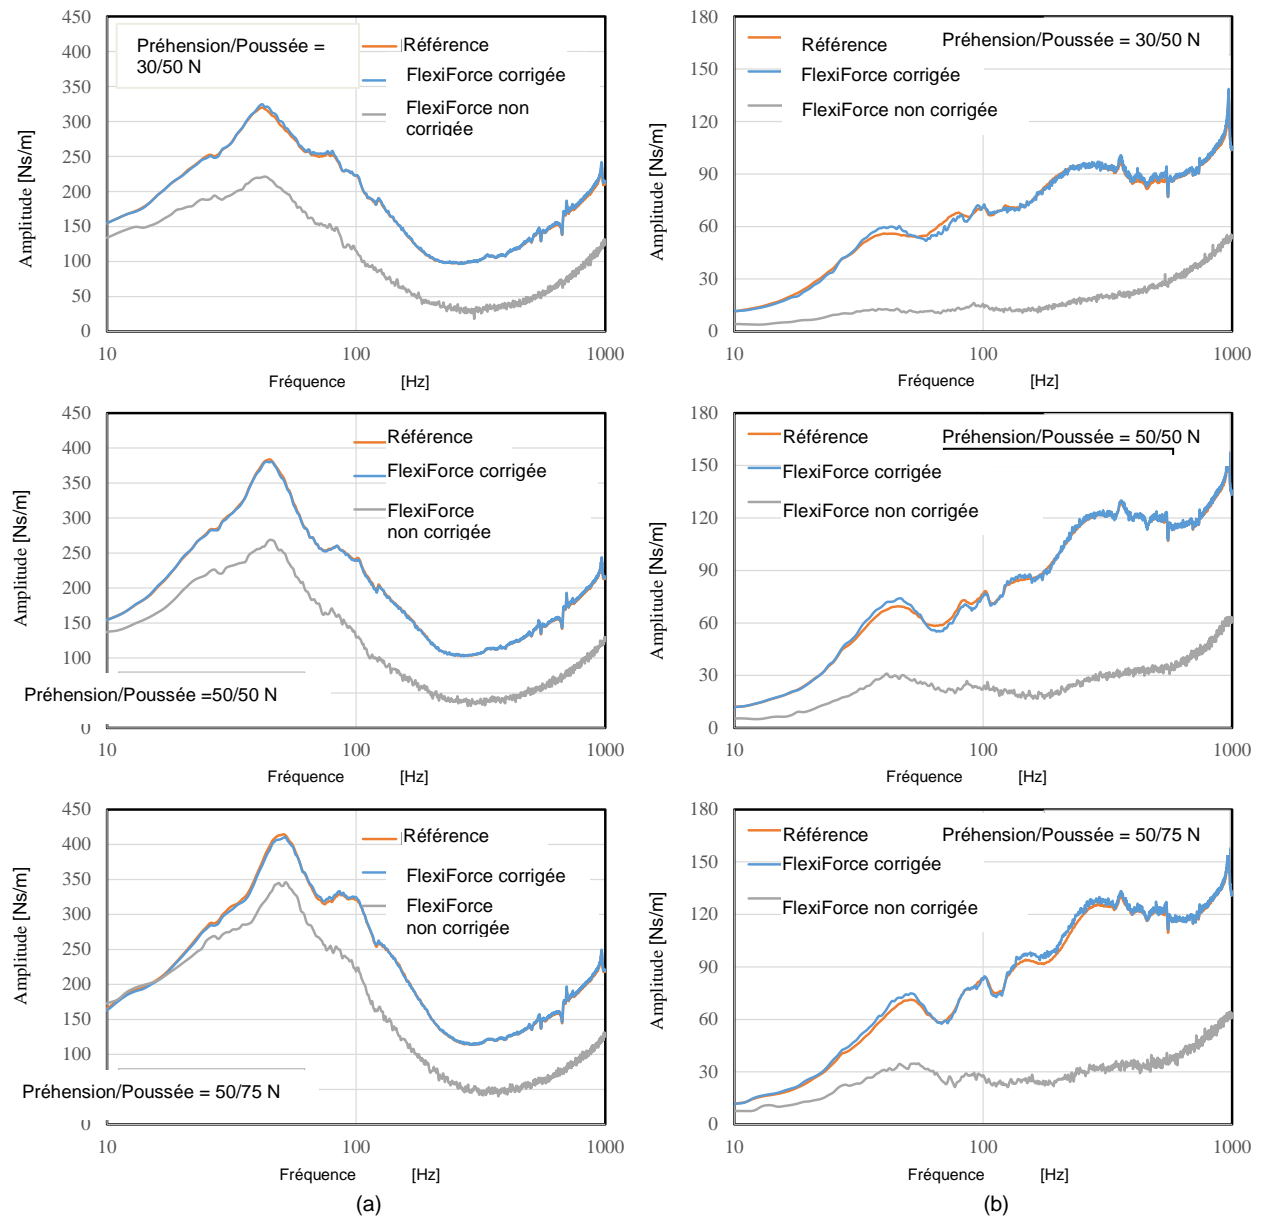 450
400
350
300
250
200
150
100
50
0
Amplitude [Ns/m]
Préhension/Poussée =
30/50 N
Référence
FlexiForce corrigée
FlexiForce non
corrigée
10
100
1000
Fréquence [Hz]
180
150
120
90
60
30
0
Amplitude [Ns/m]
Référence
Préhension/Poussée = 30/50 N
FlexiForce corrigée
FlexiForce non corrigée
10
100
1000
Fréquence [Hz]
450
400
350
300
250
200
150
100
0
Amplitude [Ns/m]
Référence
FlexiForce corrigée
FlexiForce
non corrigée
Préhension/Poussée =50/50 N
10
100
1000
Fréquence [Hz]
180
150
120
90
60
30
0
Amplitude [Ns/m]
Référence
Préhension/Poussée = 50/50 N
FlexiForce corrigée
FlexiForce non corrigée
10
100
1000
Fréquence [Hz]
450
400
350
300
250
200
150
100
0
Amplitude [Ns/m]
Référence
FlexiForce corrigée
FlexiForce
non corrigée
Préhension/Poussée = 50/75 N
10
100
1000
Fréquence [Hz]
(a)
180
150
120
90
60
30
0
Amplitude [Ns/m]
Référence
Préhension/Poussée = 50/75 N
FlexiForce corrigée
FlexiForce non corrigée
10
100
1000
Fréquence [Hz]
(b)